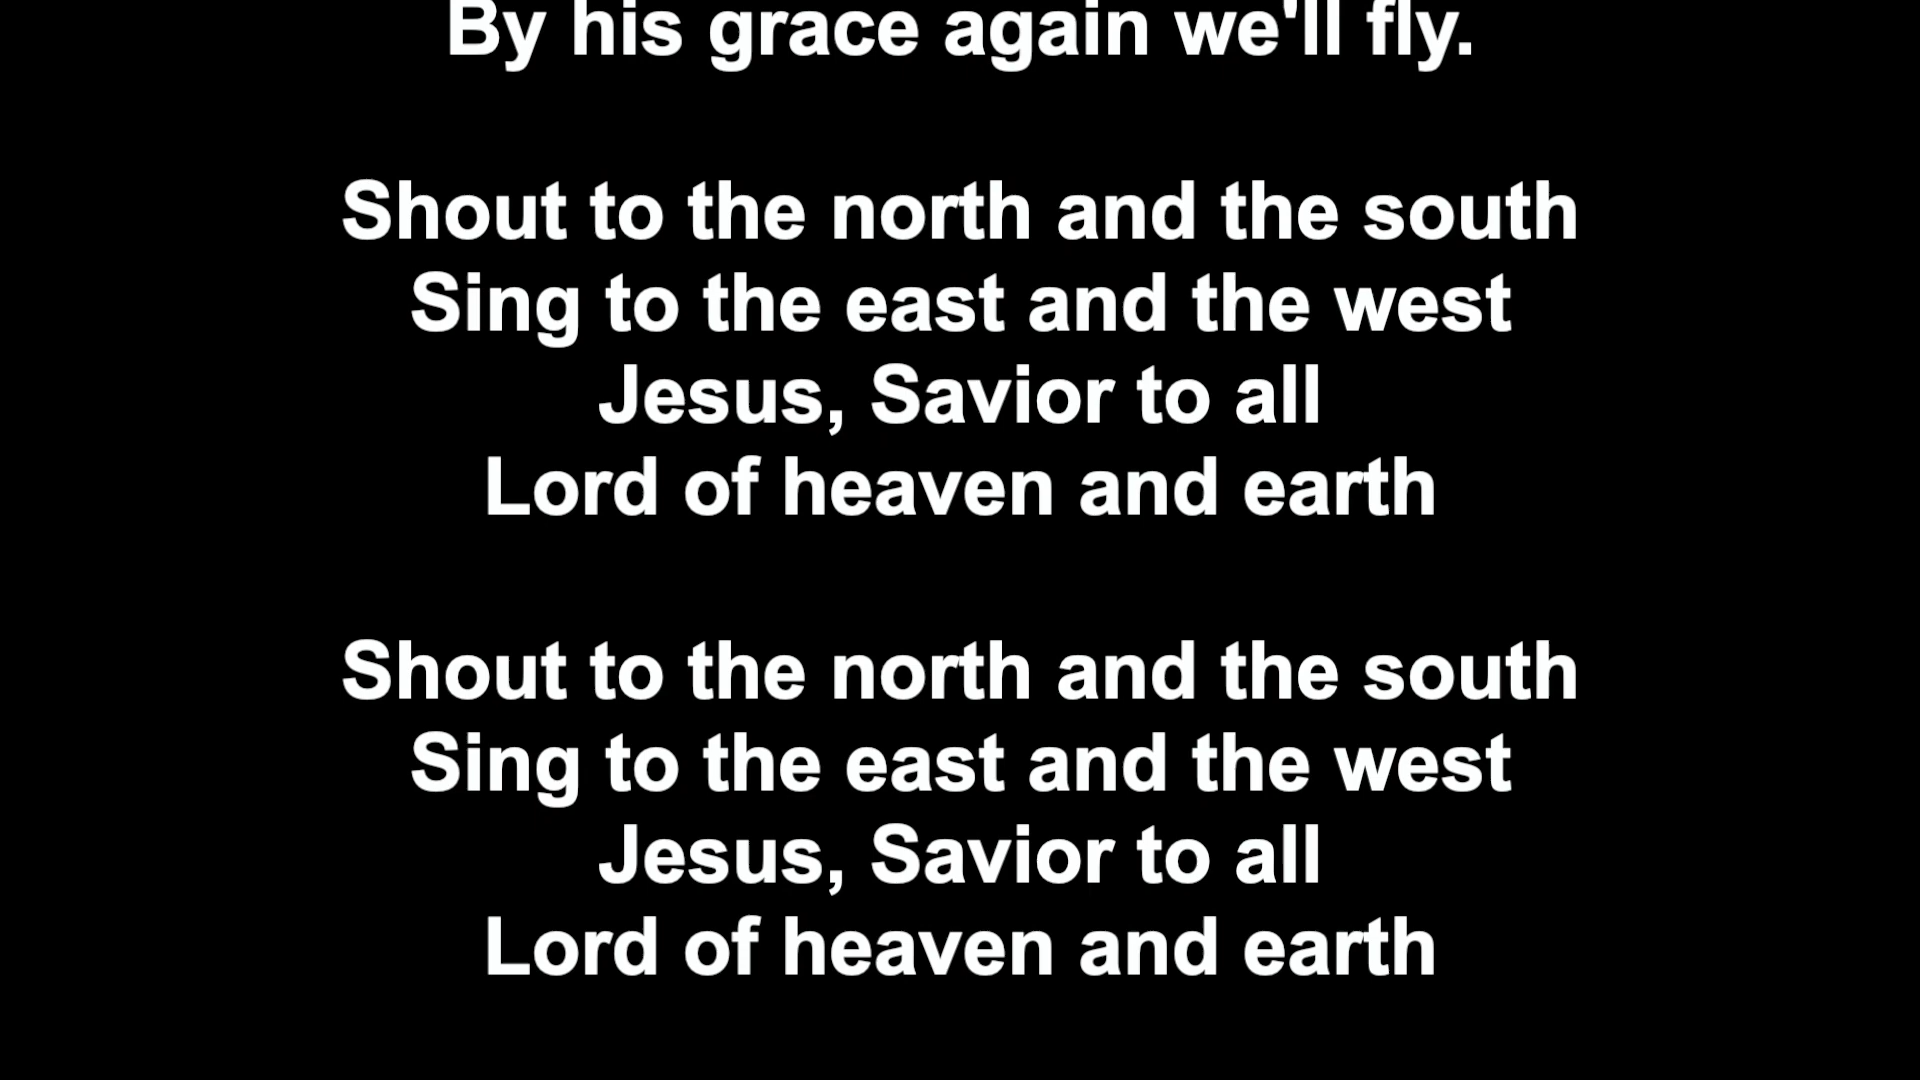 By his grace again we'll fly.
Shout to the north and the south
Sing to the east and the west
Jesus, Savior to all
Lord of heaven and earth
Shout to the north and the south
Sing to the east and the west
Jesus, Savior to all
Lord of heaven and earth